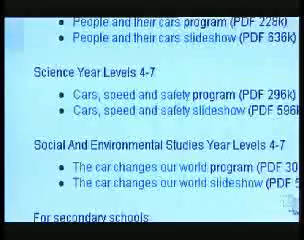 People and their cars program (PDF 228k)
People and their cars slideshow (PDF 636k)
Science Year Levels 4-7
Cars, speed and safety program (PDF 296k)
Cars, speed and safety slideshow (PDF 596k
Social And Environmental Studies Year Levels 4-7
The car changes our world program (PDF 30
The car changes our world slideshow (PDF 5
For secondary schools